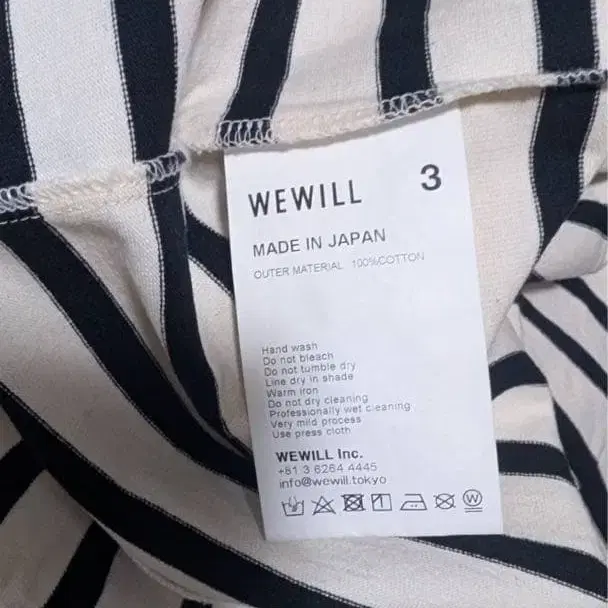 WEWILL 3
MADE IN JAPAN
OUTER MATERIAL 100%COTTON
Hand wash
Do not bleach
Do not tumble dry
Line dry in shade
Warm iron
Do not dry cleaning
Professionally wet cleaning
Very mild process
Use press cloth
WEWILL Inc.
+81 3 6264 4445
info@wewill.tokyo
W